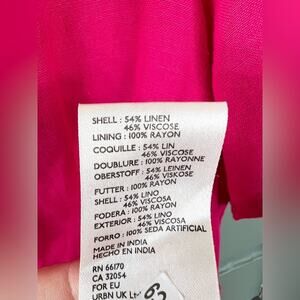 SHELL : 54% LINEN
46% VISCOSE
LINING : 100% RAYON
COQUILLE : 54% LIN
46% VISCOSE
DOUBLURE : 100% RAYONNE
OBERSTOFF : 54% LEINEN
46% VISKOSE
FUTTER : 100% RAYON
SHELL : 54% LINO
46% VISCOSA
FODERA : 100% RAYON
EXTERIOR : 54% LINO
46% VISCOSA
FORRO : 100% SEDA ARTIFICIAL
MADE IN INDIA
HECHO EN INDIA
RN 66170
CA 32054
FOR EU
URBN UK